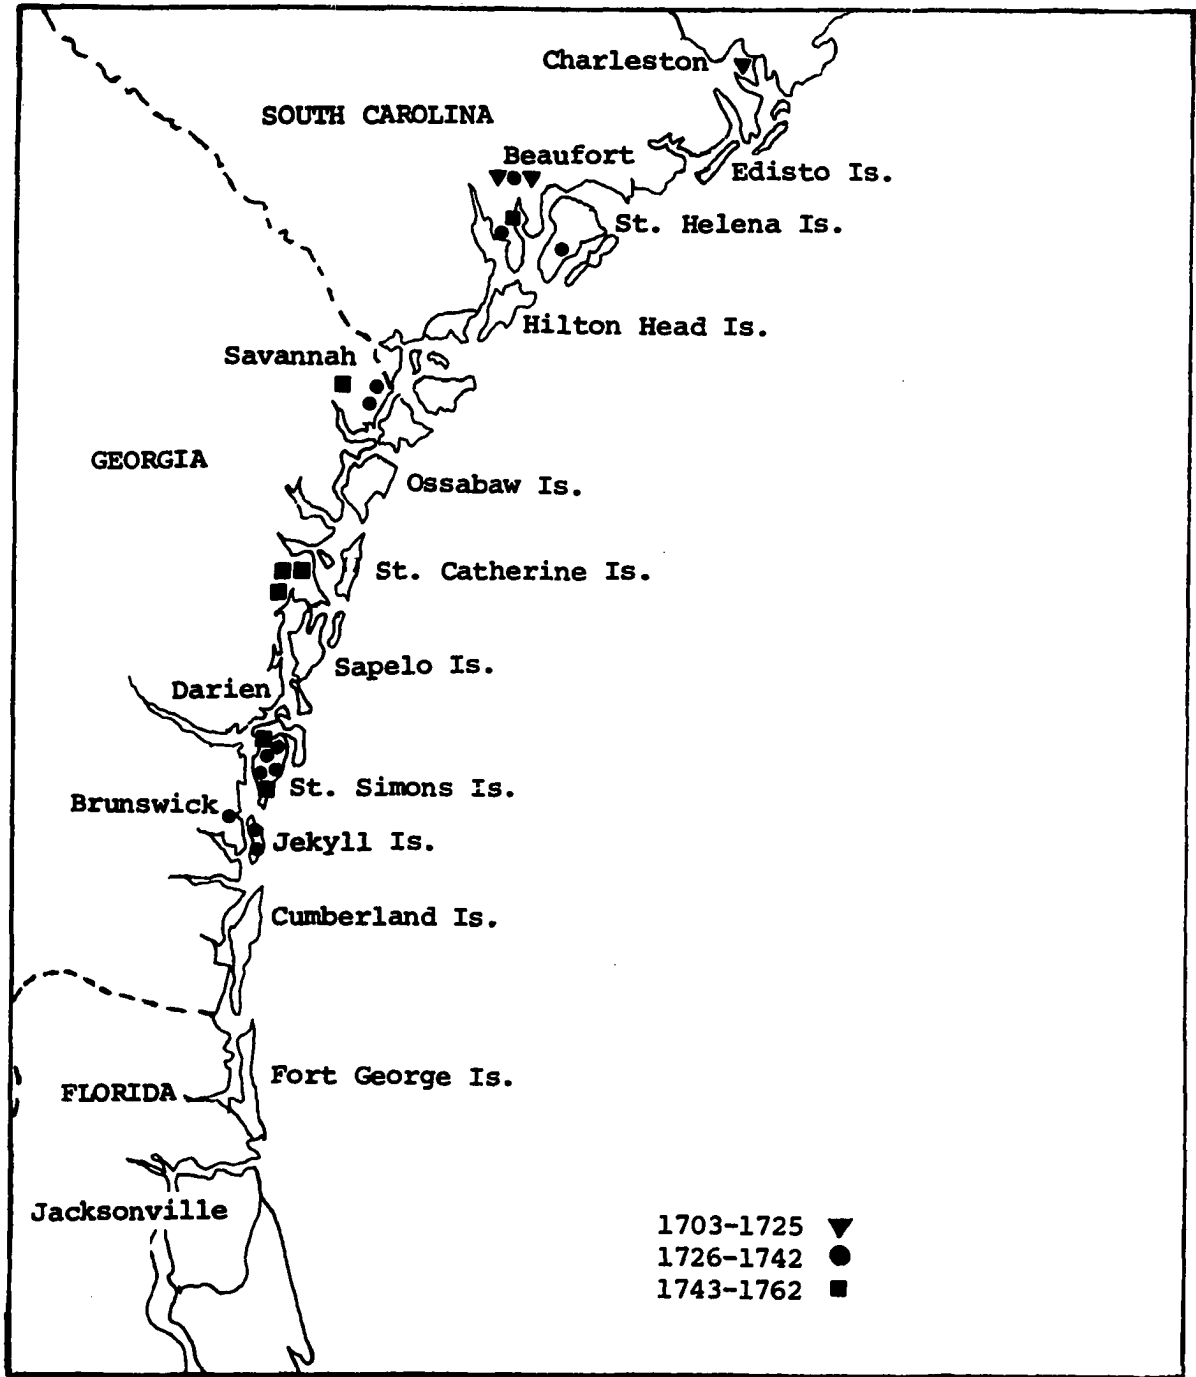 Charleston
SOUTH CAROLINA
Beaufort
Edisto Is.
St. Helena Is.
Hilton Head Is.
Savannah
GEORGIA
Ossabaw Is.
St. Catherine Is.
Sapelo Is.
Darien
St. Simons Is.
Brunswick
Jekyll Is.
Cumberland Is.
Fort George Is.
FLORIDA
Jacksonville
1703-1725
1726-1742
1743-1762